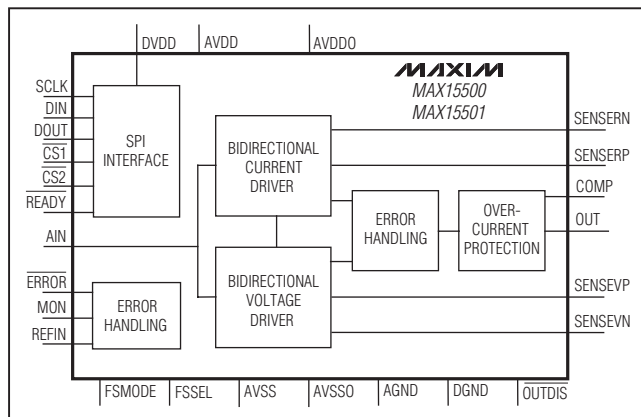 DVDD
AVDD
AVDDO
MAXIM
MAX15500
MAX15501
SCLK
DIN
DOUT
CS1
CS2
READY
AIN
ERROR
MON
REFIN
SPI
INTERFACE
BIDIRECTIONAL
CURRENT
DRIVER
BIDIRECTIONAL
VOLTAGE
DRIVER
ERROR
HANDLING
OVER-
CURRENT
PROTECTION
ERROR
HANDLING
SENSERN
SENSERP
COMP
OUT
SENSEVP
SENSEVN
FSMODE
FSSEL
AVSS
AVSSO
AGND
DGND
OUTDIS